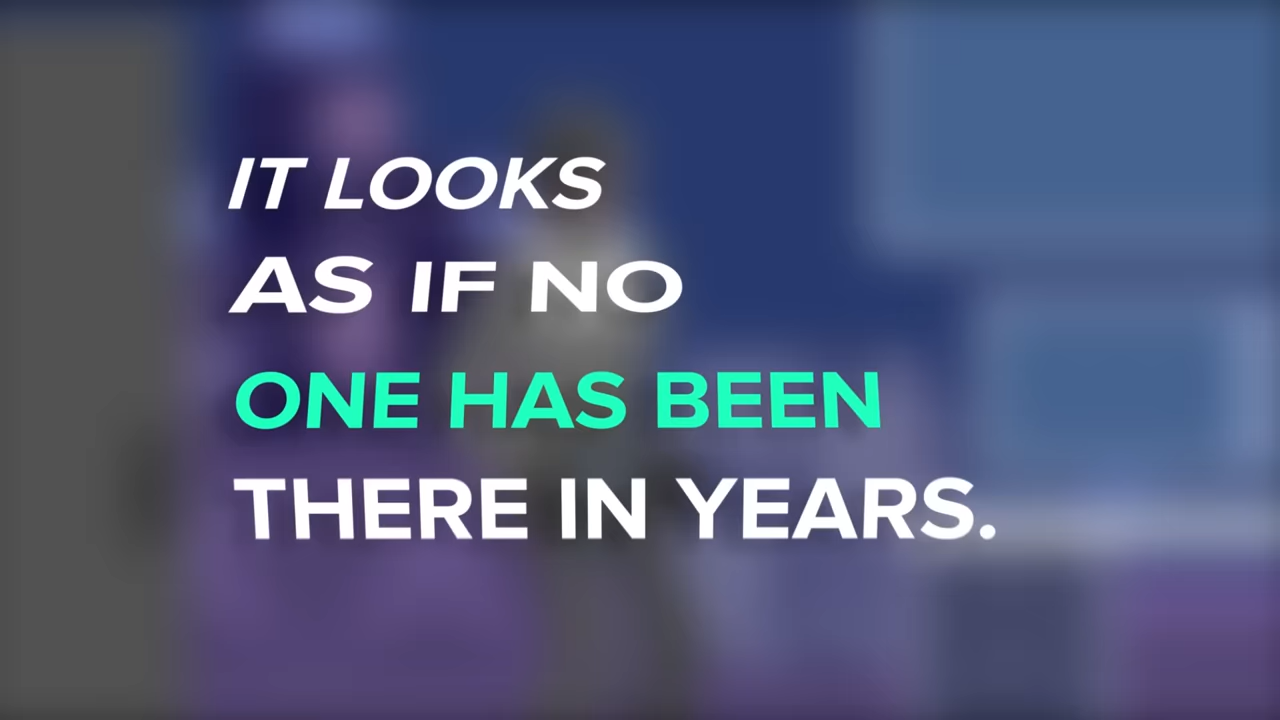 IT LOOKS
AS IF NO
ONE HAS BEEN
THERE IN YEARS.